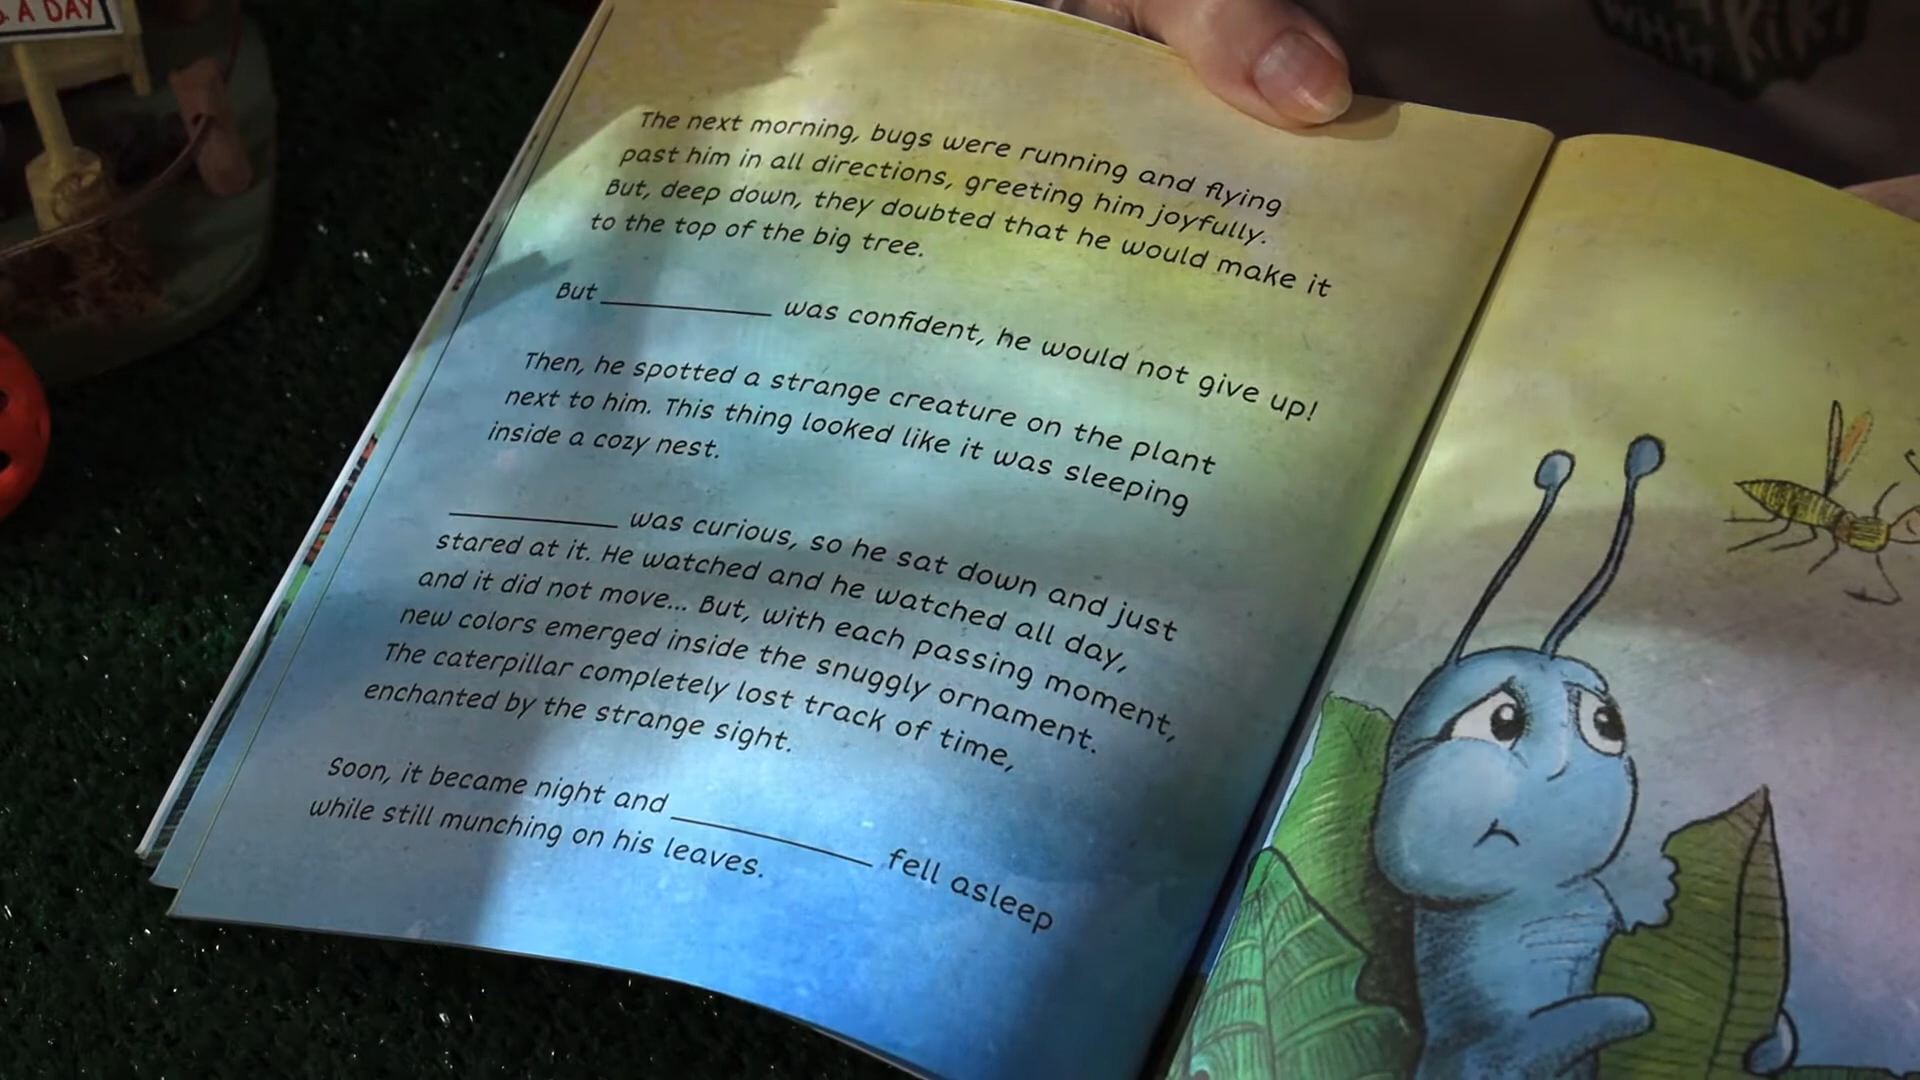 & A DAY
WITH KiKi
The next morning, bugs were running and flying
past him in all directions, greeting him joyfully.
But, deep down, they doubted that he would make it
to the top of the big tree.
But __________ was confident, he would not give up!
Then, he spotted a strange creature on the plant
next to him. This thing looked like it was sleeping
inside a cozy nest.
__________ was curious, so he sat down and just
stared at it. He watched and he watched all day,
and it did not move... But, with each passing moment,
new colors emerged inside the snuggly ornament.
The caterpillar completely lost track of time,
enchanted by the strange sight.
Soon, it became night and __________ fell asleep
while still munching on his leaves.